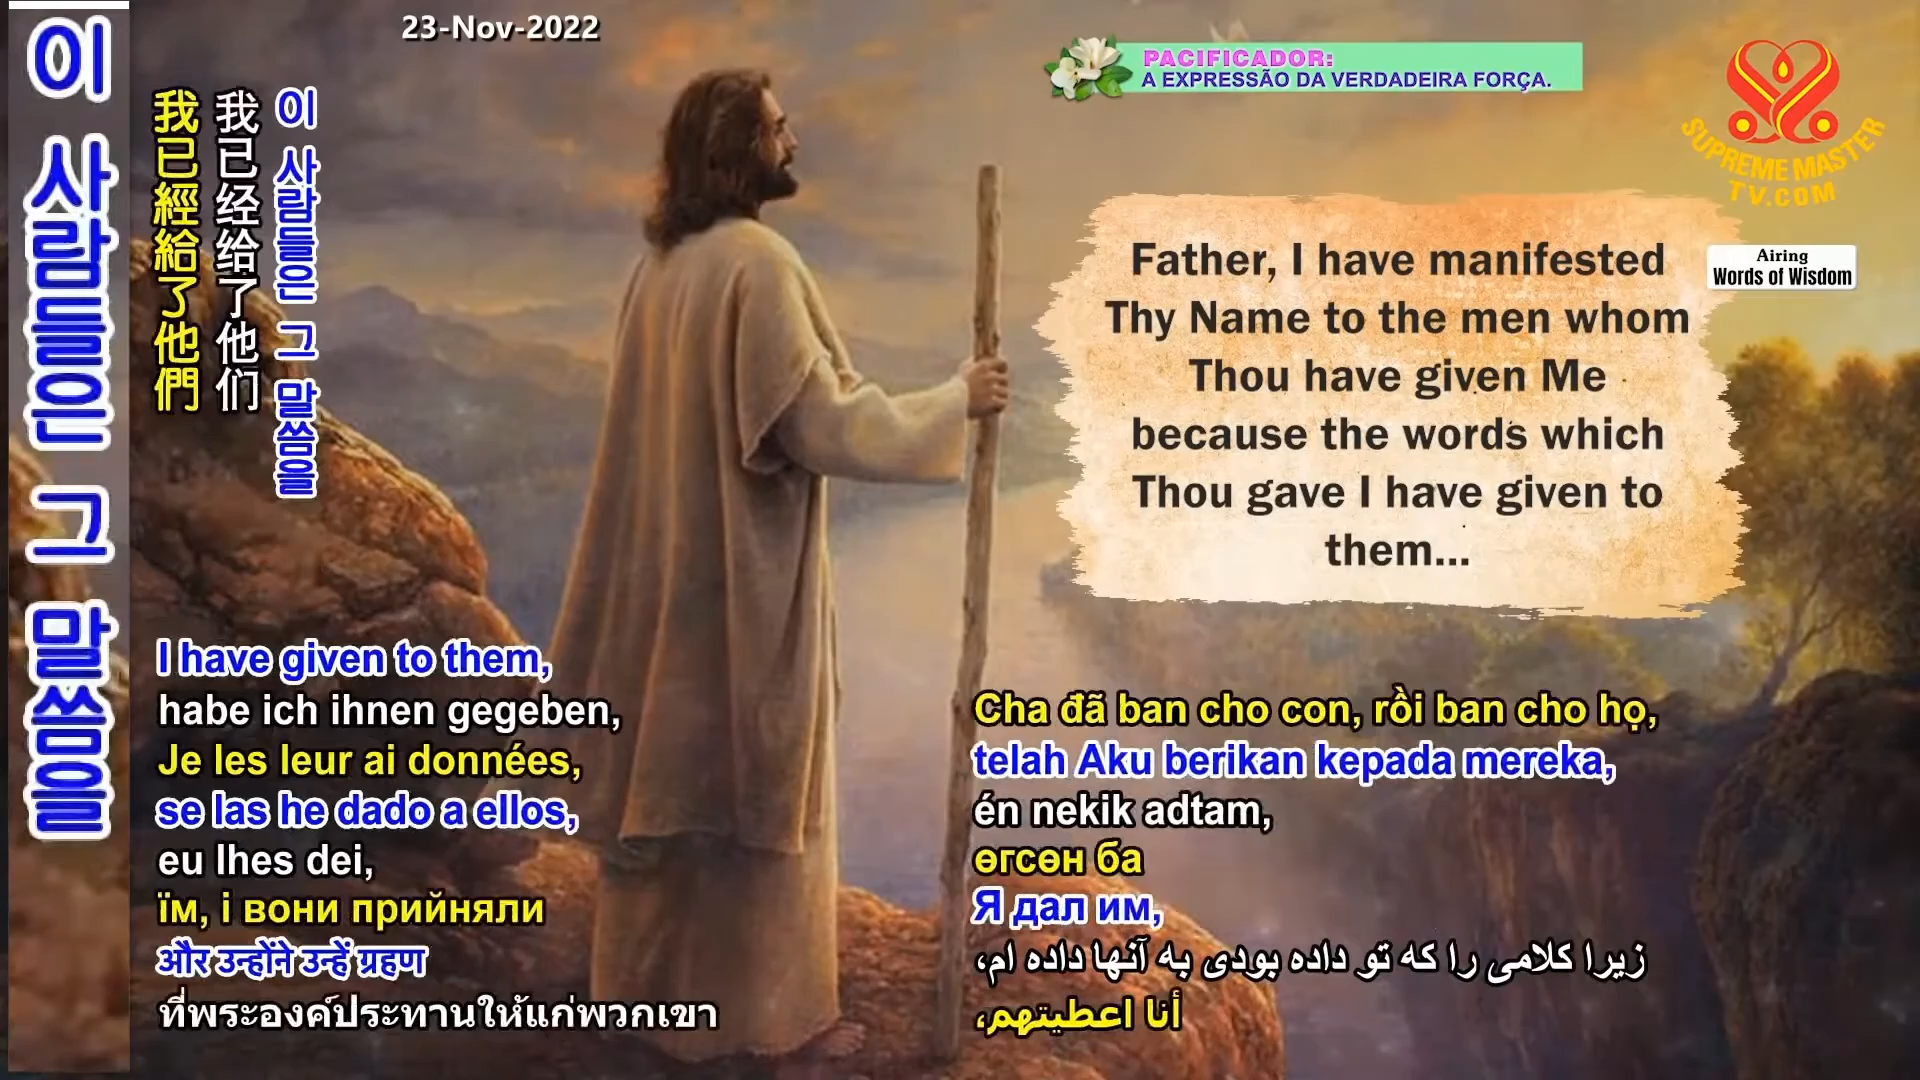 23-Nov-2022
이 사람들은 그 말씀을
我已經給了他們
我已经给了他们
이 사람들은 그 말씀을
PACIFICADOR:
A EXPRESSÃO DA VERDADEIRA FORÇA.
SUPREME MASTER
TV.COM
Airing
Words of Wisdom
Father, I have manifested
Thy Name to the men whom
Thou have given Me
because the words which
Thou gave I have given to
them...
I have given to them,
habe ich ihnen gegeben,
Je les leur ai données,
se las he dado a ellos,
eu lhes dei,
їм, і вони прийняли
और उन्होंने उन्हें ग्रहण
ที่พระองค์ประทานให้แก่พวกเขา
Cha đã ban cho con, rồi ban cho họ,
telah Aku berikan kepada mereka,
én nekik adtam,
өгсөн ба
Я дал им,
زیرا کلامی را که تو داده بودی به آنها داده ام،
أنا اعطيتهم،